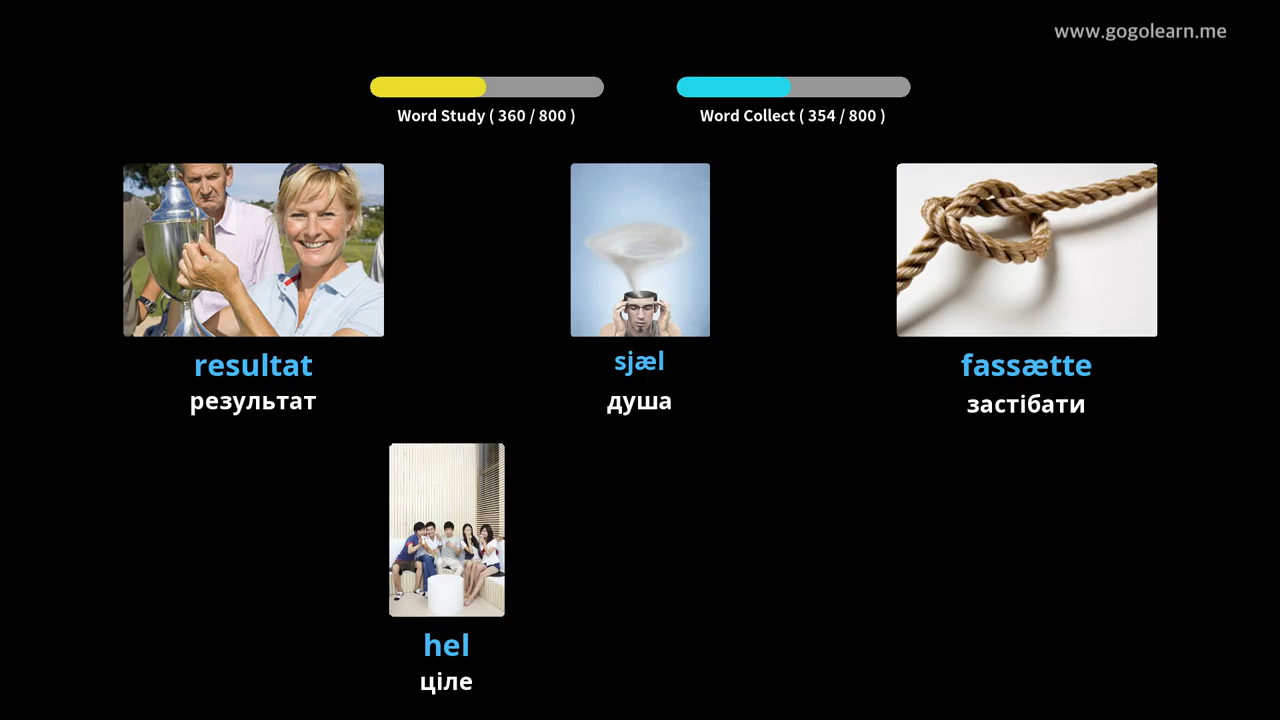 www.gogolearn.me
Word Study ( 360 / 800 )
Word Collect ( 354 / 800 )
resultat
результат
sjæl
душа
fassætte
застібати
hel
ціле